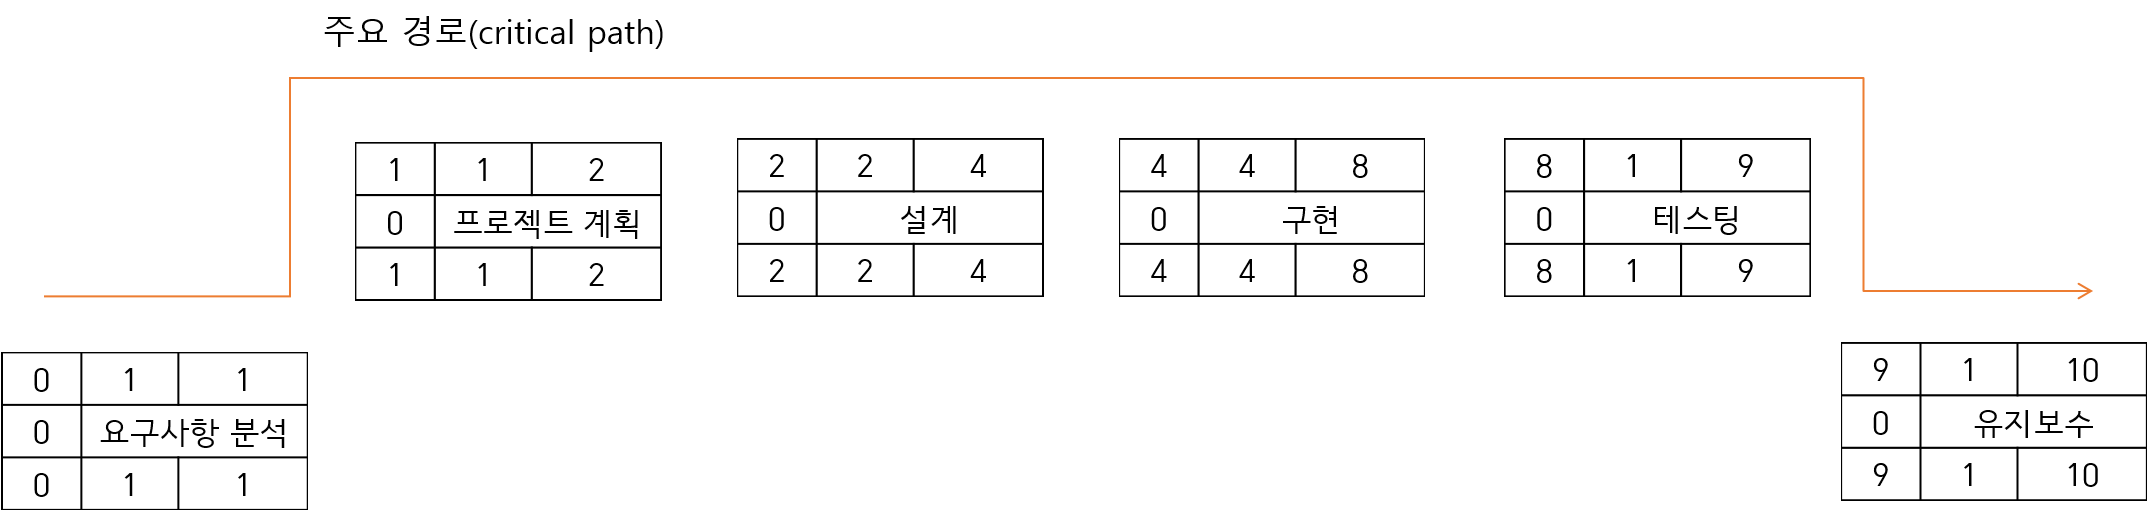 주요 경로(critical path)
0 1 1
0 요구사항 분석
0 1 1
1 1 2
0 프로젝트 계획
1 1 2
2 2 4
0 설계
2 2 4
4 4 8
0 구현
4 4 8
8 1 9
0 테스팅
8 1 9
9 1 10
0 유지보수
9 1 10